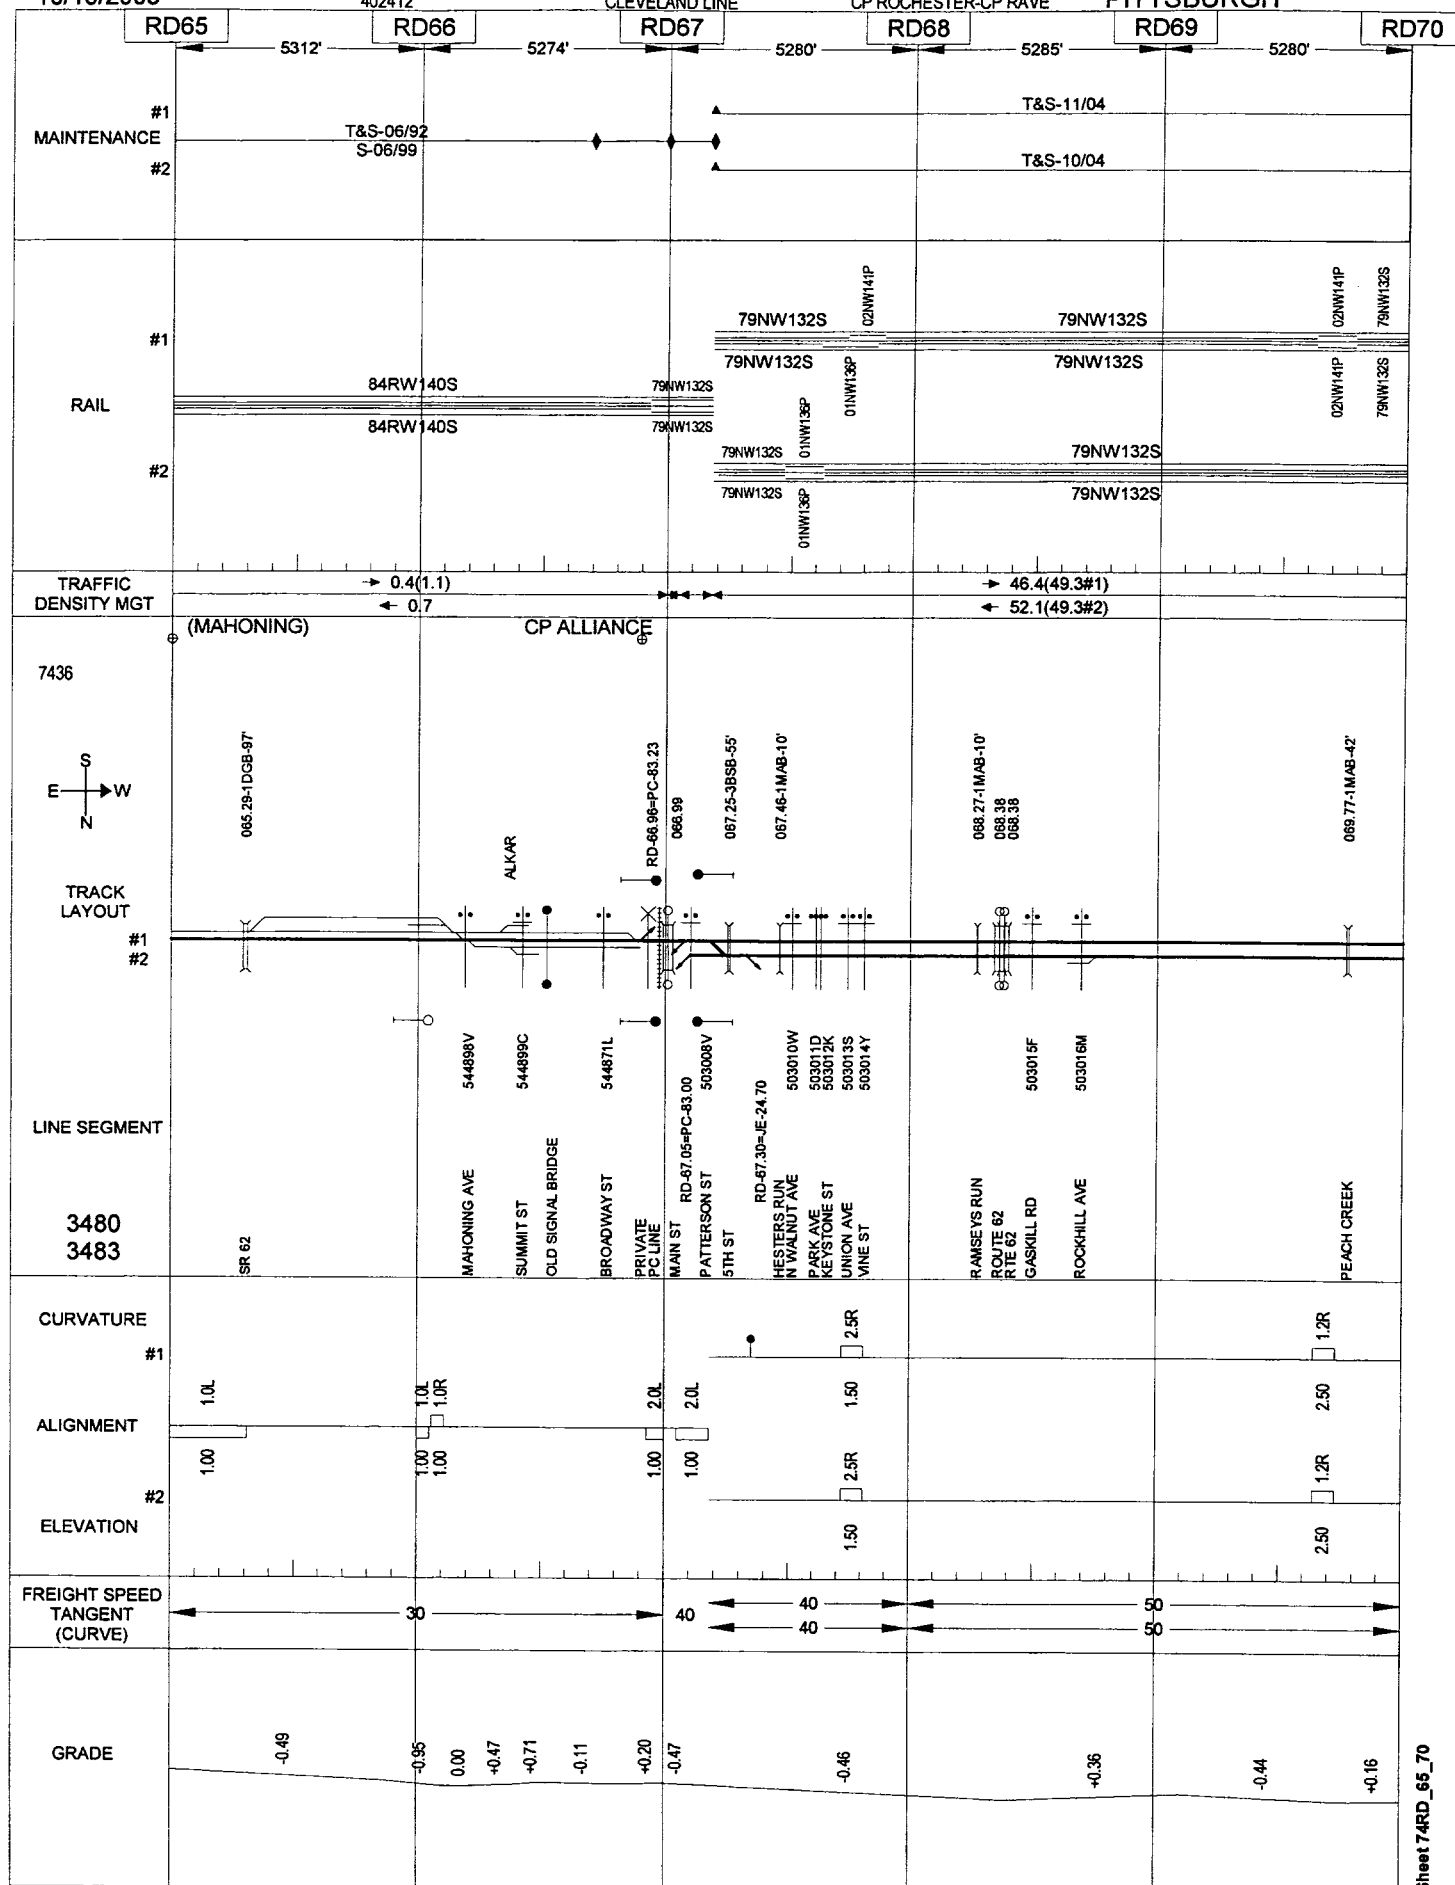 402412 CLEVELAND LINE CP ROCHESTER-CP RAVE PITTSBURGH
RD65 RD66 RD67 RD68 RD69 RD70
5312' 5274' 5280' 5285' 5280'
#1 T&S-11/04
MAINTENANCE T&S-06/92
S-06/99
#2 T&S-10/04
02NW141P 02NW141P 79NW132S
79NW132S 79NW132S
#1
79NW132S 79NW132S
01NW136P 02NW141P 79NW132S
84RW140S 79NW132S
RAIL
84RW140S 79NW132S
01NW136P
79NW132S 79NW132S
#2
79NW132S 79NW132S
01NW136P
TRAFFIC
DENSITY MGT
0.4(1.1) 46.4(49.3#1)
0.7 52.1(49.3#2)
(MAHONING) CP ALLIANCE
7436
S
E W
N
065.29-1DGB-97'
ALKAR
RD-66.96=PC-83.23
066.99
067.25-3BSB-55'
067.46-1MAB-10'
068.27-1MAB-10'
068.38
068.38
069.77-1MAB-42'
TRACK
LAYOUT
#1
#2
544898V
544899C
544871L
RD-67.05=PC-83.00
503008V
RD-67.30=JE-24.70
503010W
503011D
503012K
503013S
503014Y
503015F
503016M
LINE SEGMENT
3480
3483
SR 62
MAHONING AVE
SUMMIT ST
OLD SIGNAL BRIDGE
BROADWAY ST
PRIVATE
PC LINE
MAIN ST
PATTERSON ST
5TH ST
HESTERS RUN
N WALNUT AVE
PARK AVE
KEYSTONE ST
UNION AVE
VINE ST
RAMSEYS RUN
ROUTE 62
RTE 62
GASKILL RD
ROCKHILL AVE
PEACH CREEK
CURVATURE
#1 2.5R 1.2R
1.50 2.50
1.0L 1.0L 1.0R 2.0L 2.0L
ALIGNMENT
1.00 1.00 1.00 1.00 1.00
#2 2.5R 1.2R
ELEVATION 1.50 2.50
FREIGHT SPEED
TANGENT
(CURVE)
30 40 40 50
40 50
GRADE -0.49 -0.95 0.00 +0.47 +0.71 -0.11 +0.20 -0.47 -0.46 +0.36 -0.44 +0.16
Sheet 74RD_65_70